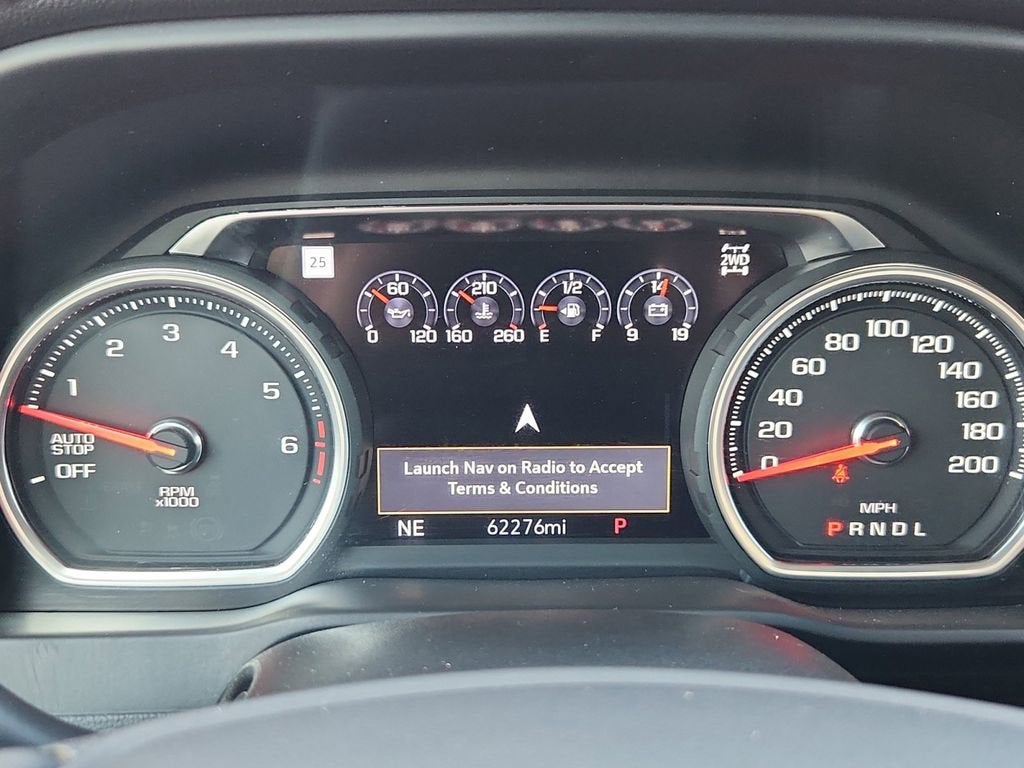 25
2WD
60
0 120
210
160 260
1/2
E F
14
9 19
1 2 3 4 5 6
AUTO
STOP
OFF
RPM
x1000
Launch Nav on Radio to Accept
Terms & Conditions
NE 62276mi P
0 20 40 60 80 100 120 140 160 180 200
MPH
PRNDL